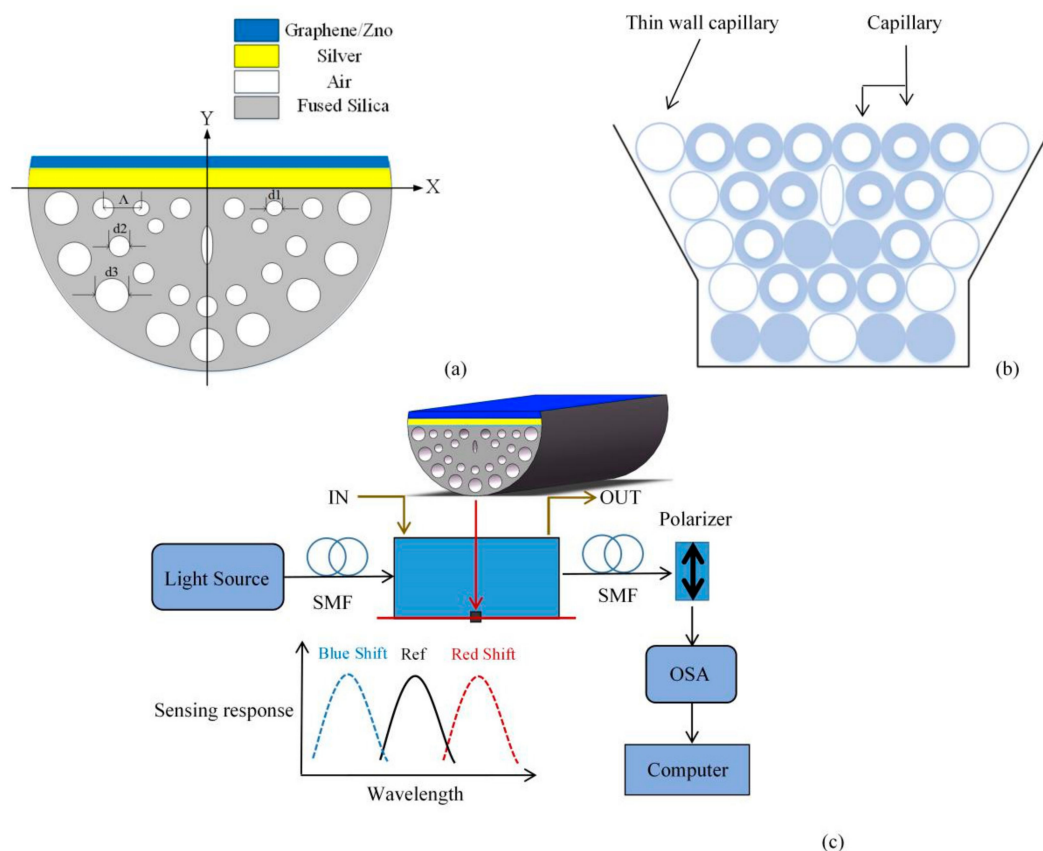 Graphene/Zno
Silver
Air
Fused Silica
Y
X
Λ
d1
d2
d3
(a)
Thin wall capillary
Capillary
(b)
IN
OUT
Polarizer
Light Source
SMF
SMF
Blue Shift
Ref
Red Shift
OSA
Sensing response
Computer
Wavelength
(c)